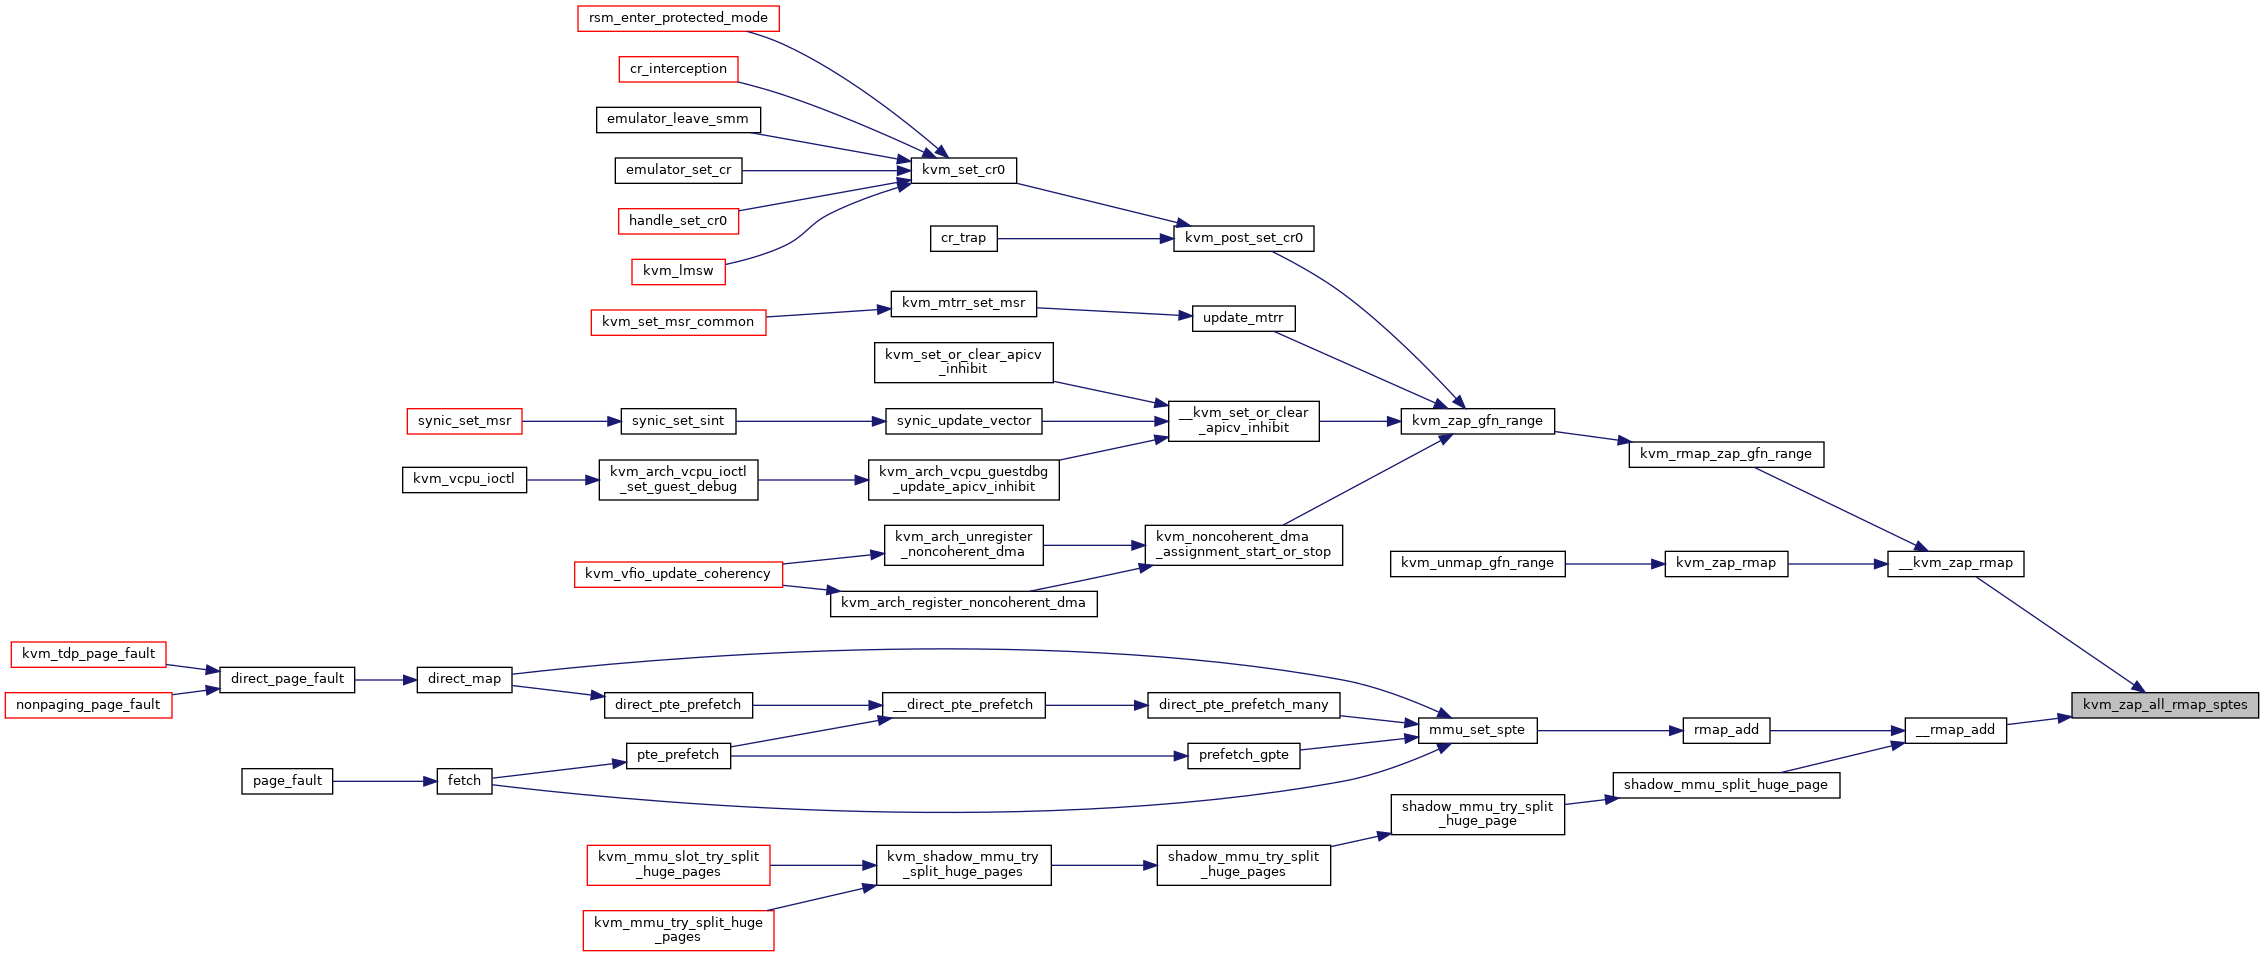 rsm_enter_protected_mode
cr_interception
emulator_leave_smm
emulator_set_cr
kvm_set_cr0
handle_set_cr0
cr_trap
kvm_post_set_cr0
kvm_lmsw
kvm_mtrr_set_msr
kvm_set_msr_common
update_mtrr
kvm_set_or_clear_apicv
_inhibit
synic_set_msr
synic_set_sint
synic_update_vector
__kvm_set_or_clear
_apicv_inhibit
kvm_zap_gfn_range
kvm_rmap_zap_gfn_range
kvm_vcpu_ioctl
kvm_arch_vcpu_ioctl
_set_guest_debug
kvm_arch_vcpu_guestdbg
_update_apicv_inhibit
kvm_arch_unregister
_noncoherent_dma
kvm_noncoherent_dma
_assignment_start_or_stop
kvm_unmap_gfn_range
kvm_zap_rmap
__kvm_zap_rmap
kvm_vfio_update_coherency
kvm_arch_register_noncoherent_dma
kvm_tdp_page_fault
direct_page_fault
direct_map
nonpaging_page_fault
direct_pte_prefetch
__direct_pte_prefetch
direct_pte_prefetch_many
kvm_zap_all_rmap_sptes
mmu_set_spte
rmap_add
__rmap_add
pte_prefetch
prefetch_gpte
page_fault
fetch
shadow_mmu_split_huge_page
shadow_mmu_try_split
_huge_page
kvm_mmu_slot_try_split
_huge_pages
kvm_shadow_mmu_try
_split_huge_pages
shadow_mmu_try_split
_huge_pages
kvm_mmu_try_split_huge
_pages